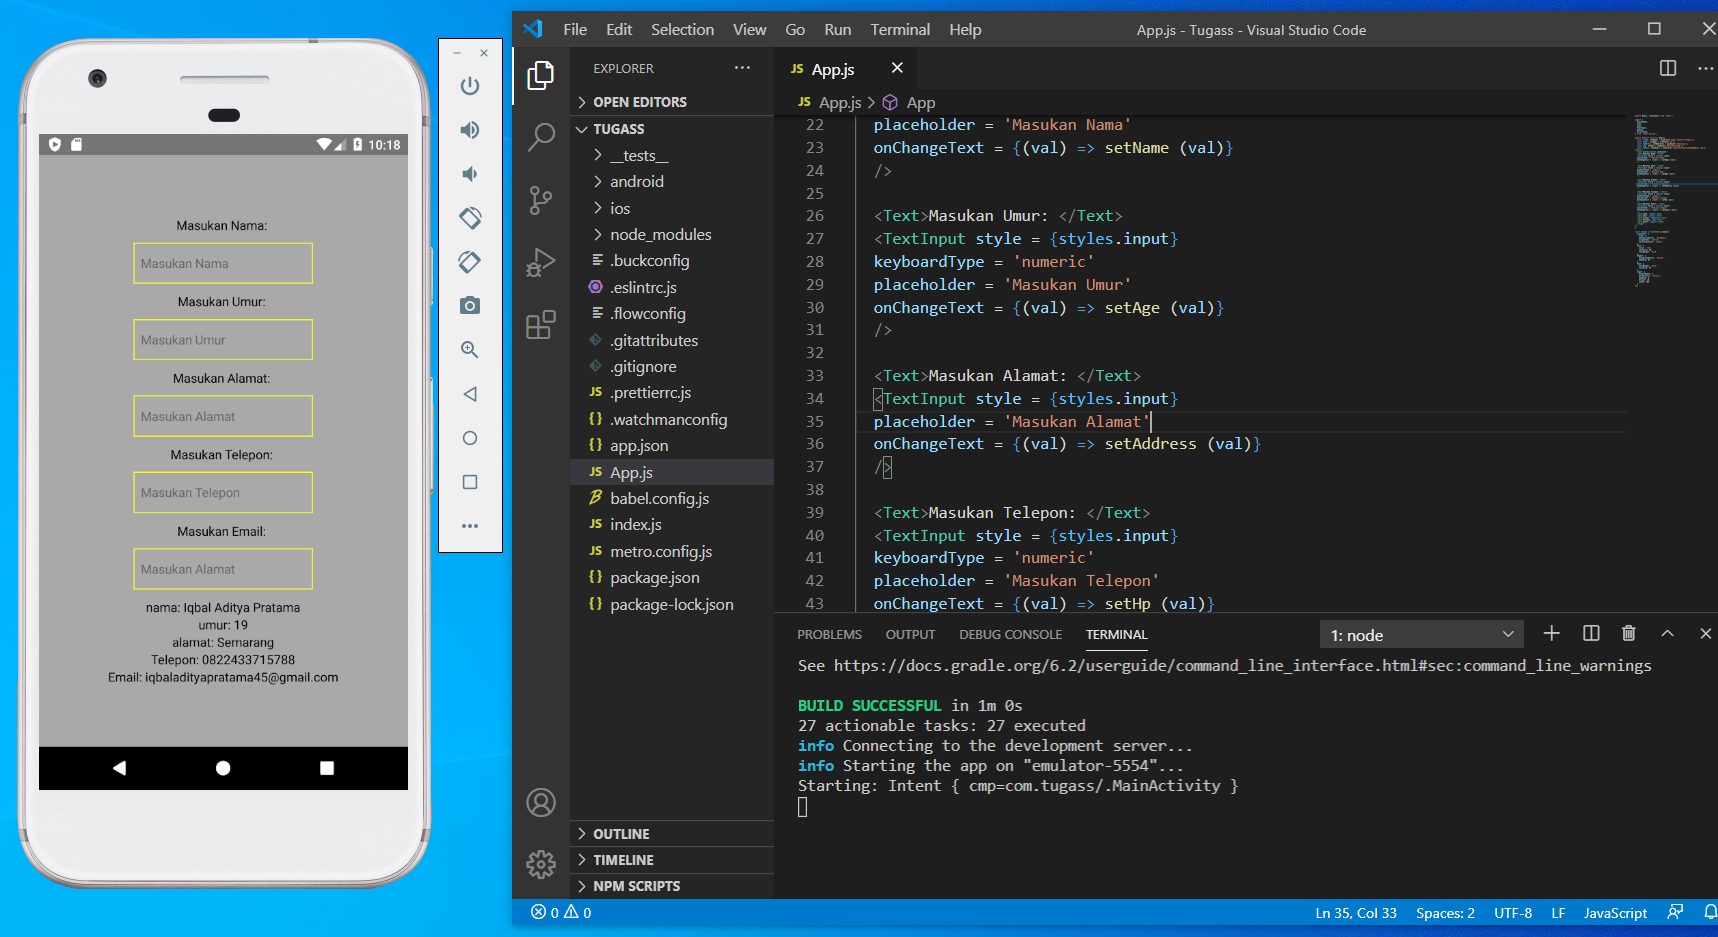 10:18
Masukan Nama:
Masukan Nama
Masukan Umur:
Masukan Umur
Masukan Alamat:
Masukan Alamat
Masukan Telepon:
Masukan Telepon
Masukan Email:
Masukan Alamat
nama: Iqbal Aditya Pratama
umur: 19
alamat: Semarang
Telepon: 0822433715788
Email: iqbaladityapratama45@gmail.com
File Edit Selection View Go Run Terminal Help
App.js - Tugass - Visual Studio Code
EXPLORER
OPEN EDITORS
TUGASS
__tests__
android
ios
node_modules
.buckconfig
.eslintrc.js
.flowconfig
.gitattributes
.gitignore
JS .prettierrc.js
{} .watchmanconfig
{} app.json
JS App.js
babel.config.js
JS index.js
JS metro.config.js
{} package.json
{} package-lock.json
OUTLINE
TIMELINE
NPM SCRIPTS
JS App.js
JS App.js > App
22 placeholder = 'Masukan Nama'
23 onChangeText = {(val) => setName (val)}
24 />
25
26 <Text>Masukan Umur: </Text>
27 <TextInput style = {styles.input}
28 keyboardType = 'numeric'
29 placeholder = 'Masukan Umur'
30 onChangeText = {(val) => setAge (val)}
31 />
32
33 <Text>Masukan Alamat: </Text>
34 <TextInput style = {styles.input}
35 placeholder = 'Masukan Alamat'
36 onChangeText = {(val) => setAddress (val)}
37 />
38
39 <Text>Masukan Telepon: </Text>
40 <TextInput style = {styles.input}
41 keyboardType = 'numeric'
42 placeholder = 'Masukan Telepon'
43 onChangeText = {(val) => setHp (val)}
PROBLEMS OUTPUT DEBUG CONSOLE TERMINAL
1: node
See https://docs.gradle.org/6.2/userguide/command_line_interface.html#sec:command_line_warnings
BUILD SUCCESSFUL in 1m 0s
27 actionable tasks: 27 executed
info Connecting to the development server...
info Starting the app on "emulator-5554"...
Starting: Intent { cmp=com.tugass/.MainActivity }
0 0
Ln 35, Col 33 Spaces: 2 UTF-8 LF JavaScript